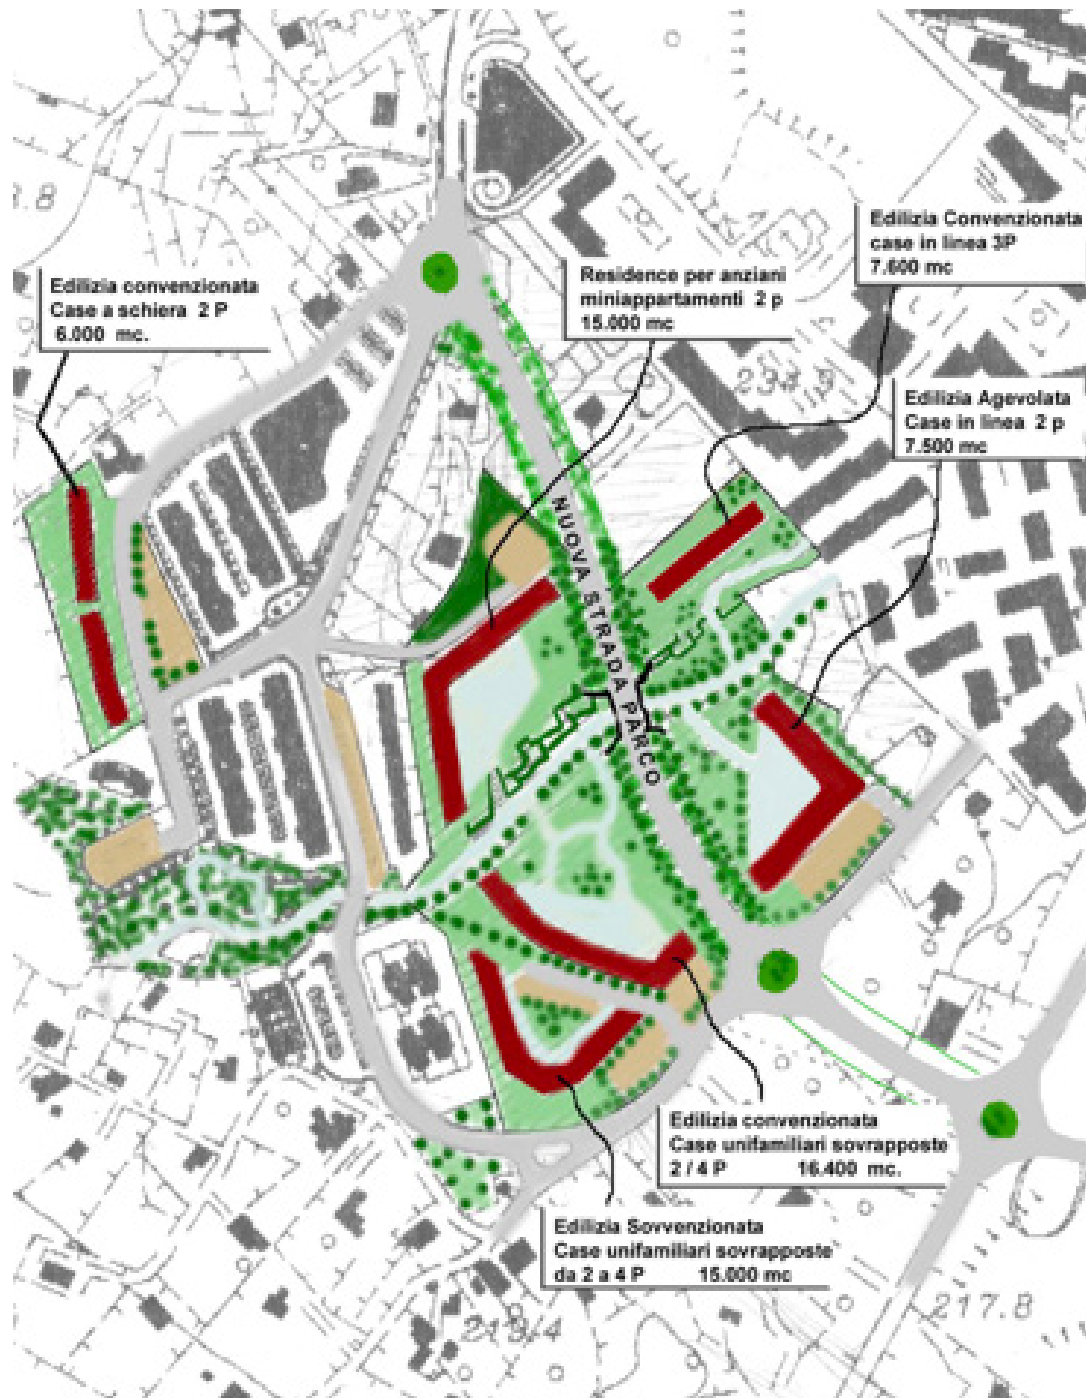 Edilizia Convenzionata
case in linea 3P
7.600 mc
Edilizia convenzionata
Case a schiera 2 P
6.000 mc.
Residence per anziani
miniappartamenti 2 p
15.000 mc
Edilizia Agevolata
Case in linea 2 p
7.500 mc
NUOVA STRADA PARCO
Edilizia convenzionata
Case unifamiliari sovrapposte
2 / 4 P 16.400 mc.
Edilizia Sovvenzionata
Case unifamiliari sovrapposte
da 2 a 4 P 15.000 mc
217.8